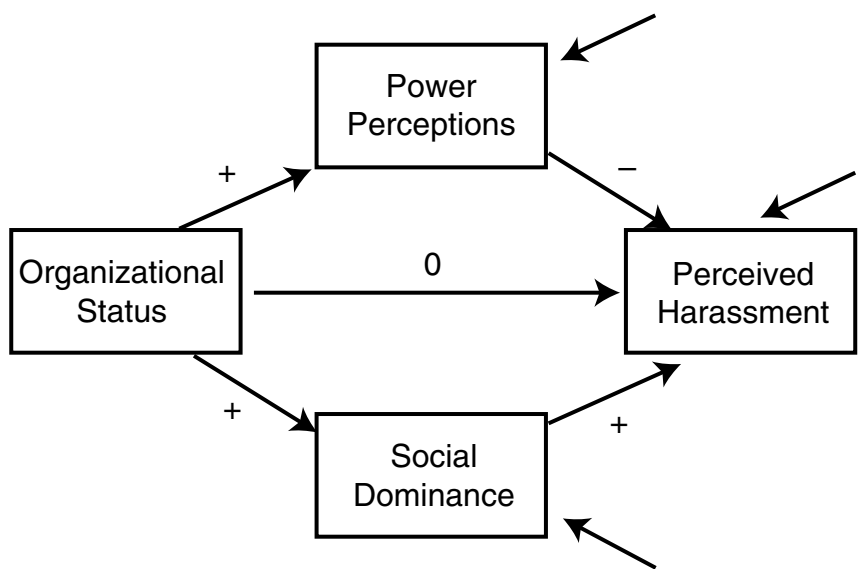 Power
Perceptions
+
–
Organizational
Status
0
Perceived
Harassment
+
+
Social
Dominance